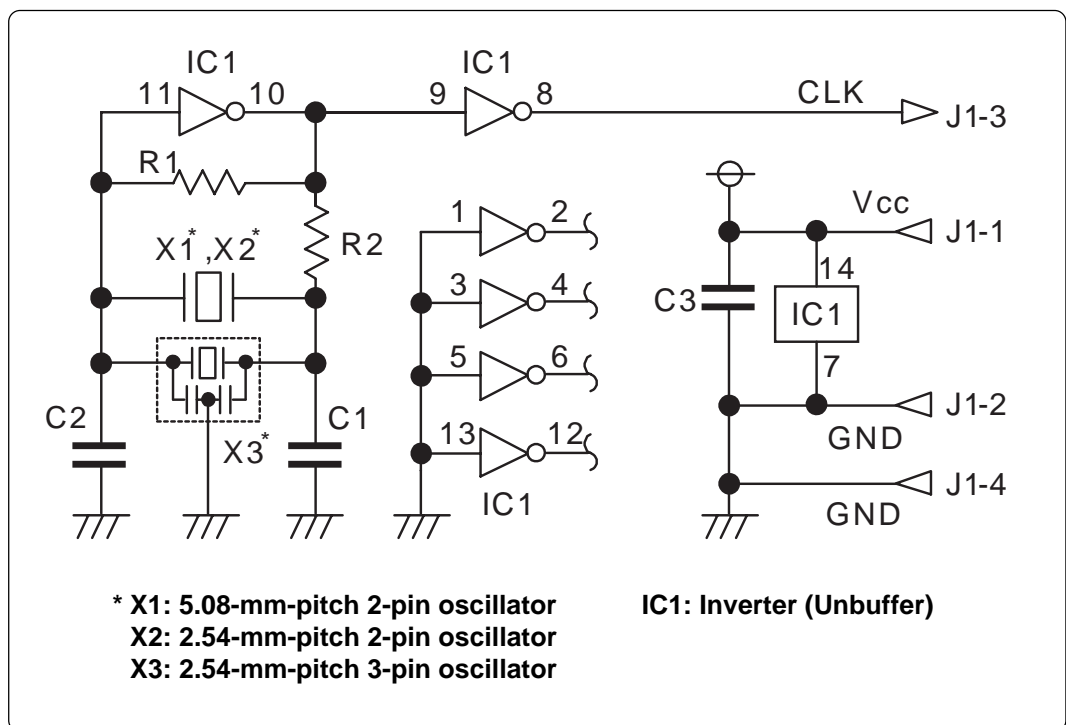 IC1 IC1
11 10 9 8 CLK J1-3
R1
X1*,X2* R2
1 2
3 4
5 6
13 12
IC1
C2 X3* C1
Vcc J1-1
14
C3 IC1
7
J1-2
GND
J1-4
GND
* X1: 5.08-mm-pitch 2-pin oscillator
X2: 2.54-mm-pitch 2-pin oscillator
X3: 2.54-mm-pitch 3-pin oscillator
IC1: Inverter (Unbuffer)